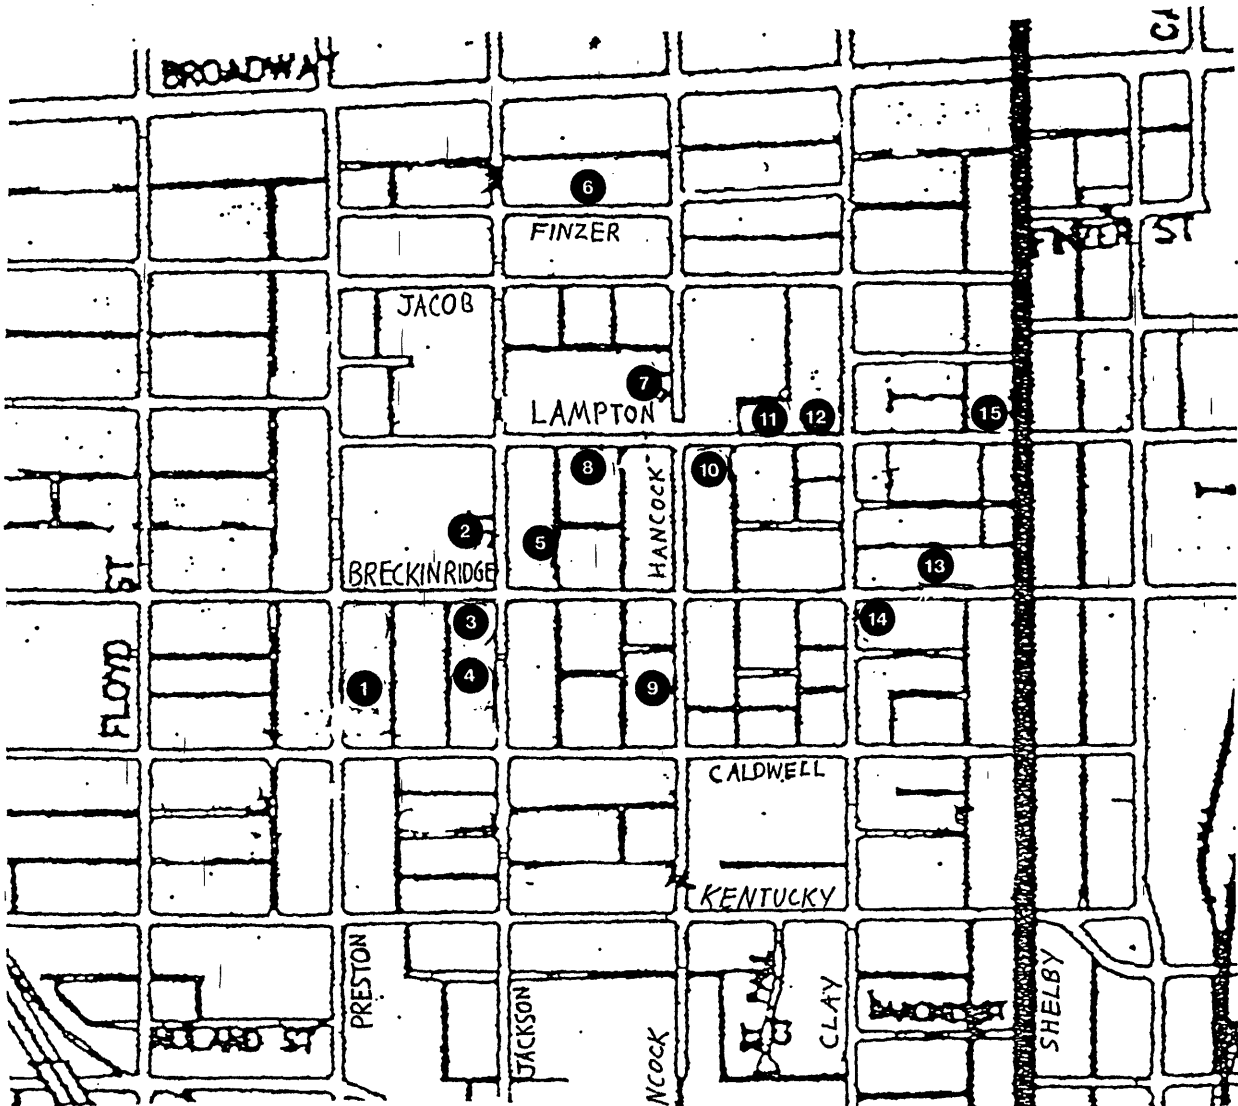 BROADWAY
6
FINZER
ST
JACOB
7
LAMPTON
11
12
15
8
10
HANCOCK
2
5
BRECKINRIDGE
13
ST
3
14
FLOYD
1
4
9
CALDWELL
KENTUCKY
PRESTON
JACKSON
CLAY
SHELBY
ST
NCOCK